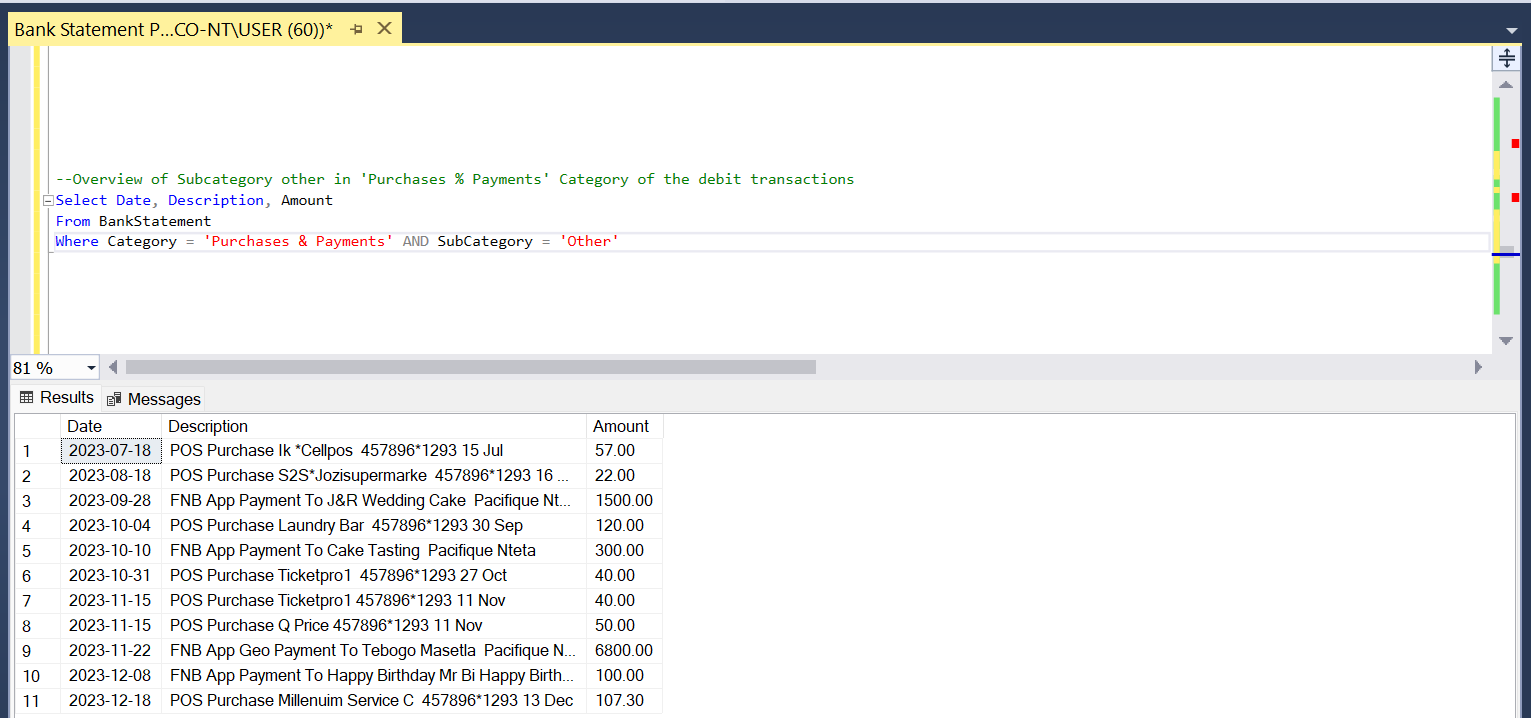 Bank Statement P...CO-NT\USER (60))*
--Overview of Subcategory other in 'Purchases % Payments' Category of the debit transactions
Select Date, Description, Amount
From BankStatement
Where Category = 'Purchases & Payments' AND SubCategory = 'Other'
81 %
Results Messages
Date Description Amount
1 2023-07-18 POS Purchase Ik *Cellpos 457896*1293 15 Jul 57.00
2 2023-08-18 POS Purchase S2S*Jozisupermarke 457896*1293 16 ... 22.00
3 2023-09-28 FNB App Payment To J&R Wedding Cake Pacifique Nt... 1500.00
4 2023-10-04 POS Purchase Laundry Bar 457896*1293 30 Sep 120.00
5 2023-10-10 FNB App Payment To Cake Tasting Pacifique Nteta 300.00
6 2023-10-31 POS Purchase Ticketpro1 457896*1293 27 Oct 40.00
7 2023-11-15 POS Purchase Ticketpro1 457896*1293 11 Nov 40.00
8 2023-11-15 POS Purchase Q Price 457896*1293 11 Nov 50.00
9 2023-11-22 FNB App Geo Payment To Tebogo Masetla Pacifique N... 6800.00
10 2023-12-08 FNB App Payment To Happy Birthday Mr Bi Happy Birth... 100.00
11 2023-12-18 POS Purchase Millenuim Service C 457896*1293 13 Dec 107.30